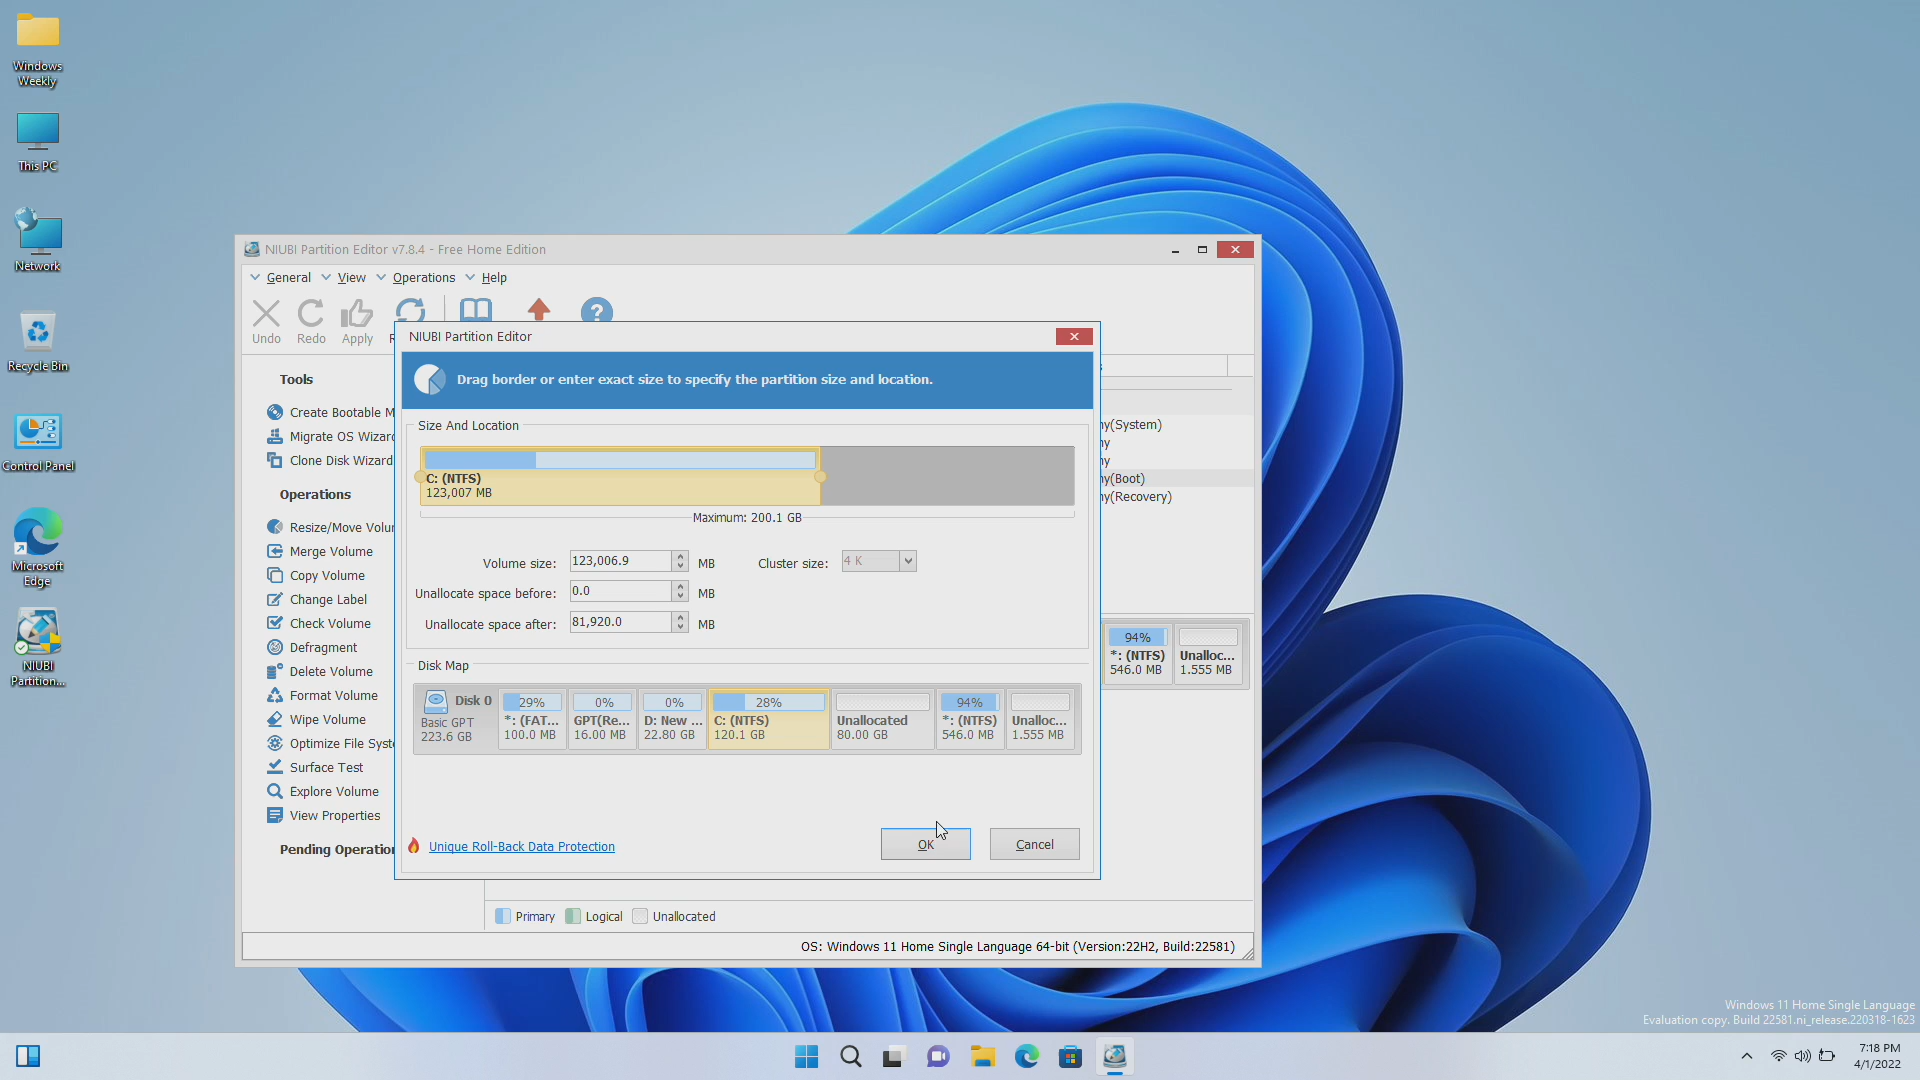 Windows
Weekly
This PC
Network
Recycle Bin
Control Panel
Microsoft
Edge
NIUBI
Partition...
NIUBI Partition Editor v7.8.4 - Free Home Edition
General View Operations Help
Undo Redo Apply
NIUBI Partition Editor
Drag border or enter exact size to specify the partition size and location.
Size And Location
C: (NTFS)
123,007 MB
Maximum: 200.1 GB
Volume size: 123,006.9 MB Cluster size: 4 K
Unallocate space before: 0.0 MB
Unallocate space after: 81,920.0 MB
Disk Map
Disk 0
Basic GPT
223.6 GB
29%
*: (FAT...
100.0 MB
0%
GPT(Re...
16.00 MB
0%
D: New ...
22.80 GB
28%
C: (NTFS)
120.1 GB
Unallocated
80.00 GB
94%
*: (NTFS)
546.0 MB
Unalloc...
1.555 MB
Unique Roll-Back Data Protection
OK Cancel
Tools
Create Bootable M
Migrate OS Wizard
Clone Disk Wizard
Operations
Resize/Move Volu
Merge Volume
Copy Volume
Change Label
Check Volume
Defragment
Delete Volume
Format Volume
Wipe Volume
Optimize File Syst
Surface Test
Explore Volume
View Properties
Pending Operation
ny(System)
ny
ny
ny(Boot)
ny(Recovery)
94%
*: (NTFS)
546.0 MB
Unalloc...
1.555 MB
Primary Logical Unallocated
OS: Windows 11 Home Single Language 64-bit (Version:22H2, Build:22581)
Windows 11 Home Single Language
Evaluation copy. Build 22581.ni_release.220318-1623
7:18 PM
4/1/2022